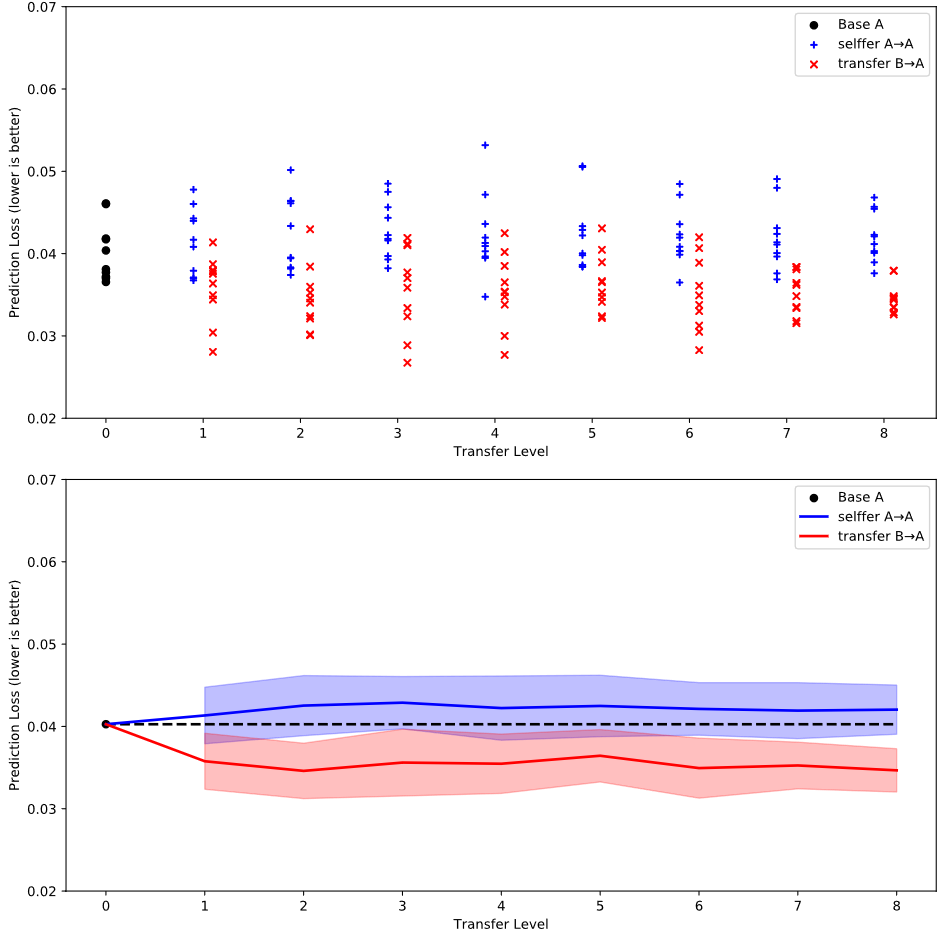 0.07
0.06
0.05
0.04
0.03
0.02
Prediction Loss (lower is better)
Base A
selffer A→A
transfer B→A
0 1 2 3 4 5 6 7 8
Transfer Level
0.07
0.06
0.05
0.04
0.03
0.02
Prediction Loss (lower is better)
Base A
selffer A→A
transfer B→A
0 1 2 3 4 5 6 7 8
Transfer Level